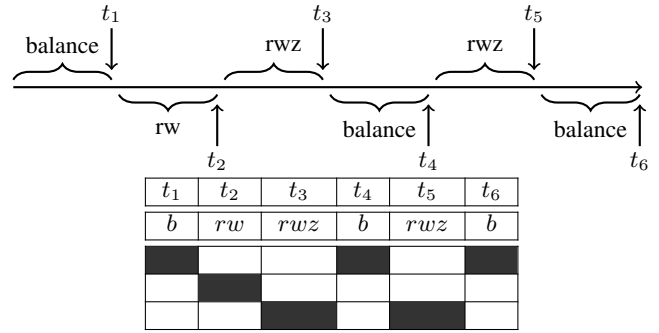 t1 t3 t5
balance rwz rwz
rw balance balance
t2 t4 t6
t1 t2 t3 t4 t5 t6
b rw rwz b rwz b